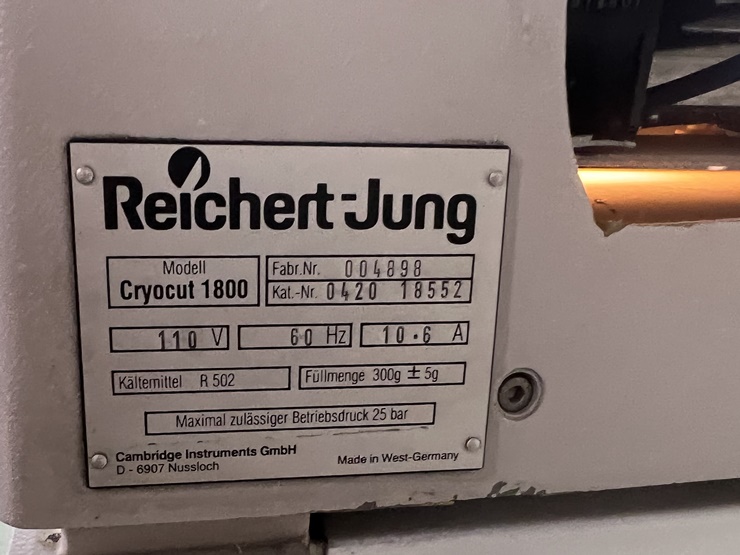 Reichert-Jung
Modell
Cryocut 1800
Fabr.Nr. 004898
Kat.-Nr. 0420 18552
110 V 60 Hz 10.6 A
Kältemittel R 502 Füllmenge 300g ± 5g
Maximal zulässiger Betriebsdruck 25 bar
Cambridge Instruments GmbH
D - 6907 Nussloch
Made in West-Germany